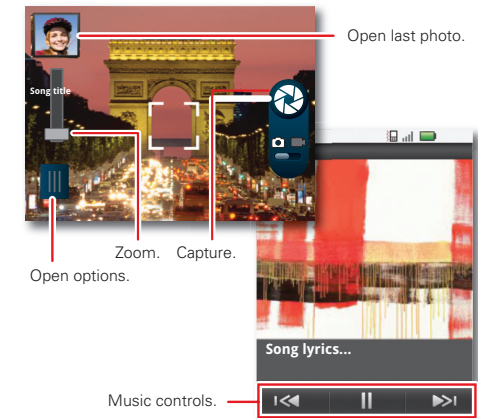 Open last photo.
Song title
Zoom.
Capture.
Open options.
Song lyrics...
Music controls.